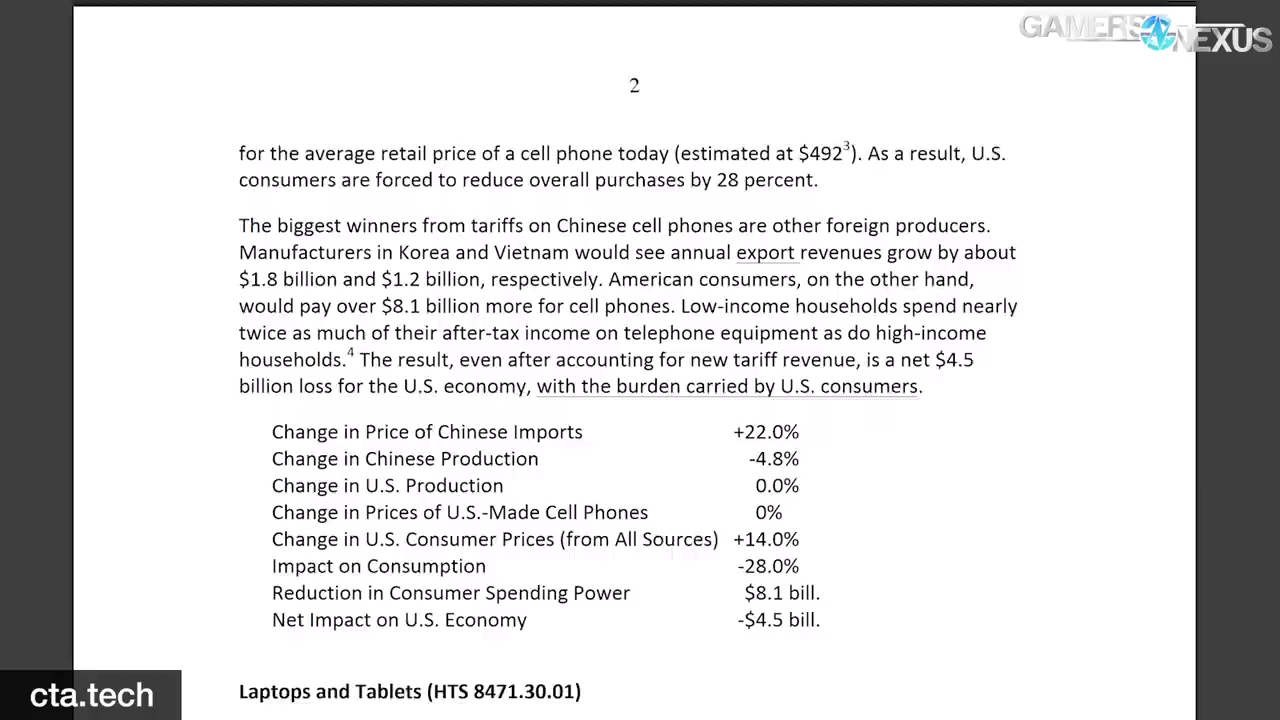 GAMERS NEXUS
2
for the average retail price of a cell phone today (estimated at $492³). As a result, U.S.
consumers are forced to reduce overall purchases by 28 percent.
The biggest winners from tariffs on Chinese cell phones are other foreign producers.
Manufacturers in Korea and Vietnam would see annual export revenues grow by about
$1.8 billion and $1.2 billion, respectively. American consumers, on the other hand,
would pay over $8.1 billion more for cell phones. Low-income households spend nearly
twice as much of their after-tax income on telephone equipment as do high-income
households.⁴ The result, even after accounting for new tariff revenue, is a net $4.5
billion loss for the U.S. economy, with the burden carried by U.S. consumers.
Change in Price of Chinese Imports +22.0%
Change in Chinese Production -4.8%
Change in U.S. Production 0.0%
Change in Prices of U.S.-Made Cell Phones 0%
Change in U.S. Consumer Prices (from All Sources) +14.0%
Impact on Consumption -28.0%
Reduction in Consumer Spending Power $8.1 bill.
Net Impact on U.S. Economy -$4.5 bill.
Laptops and Tablets (HTS 8471.30.01)
cta.tech